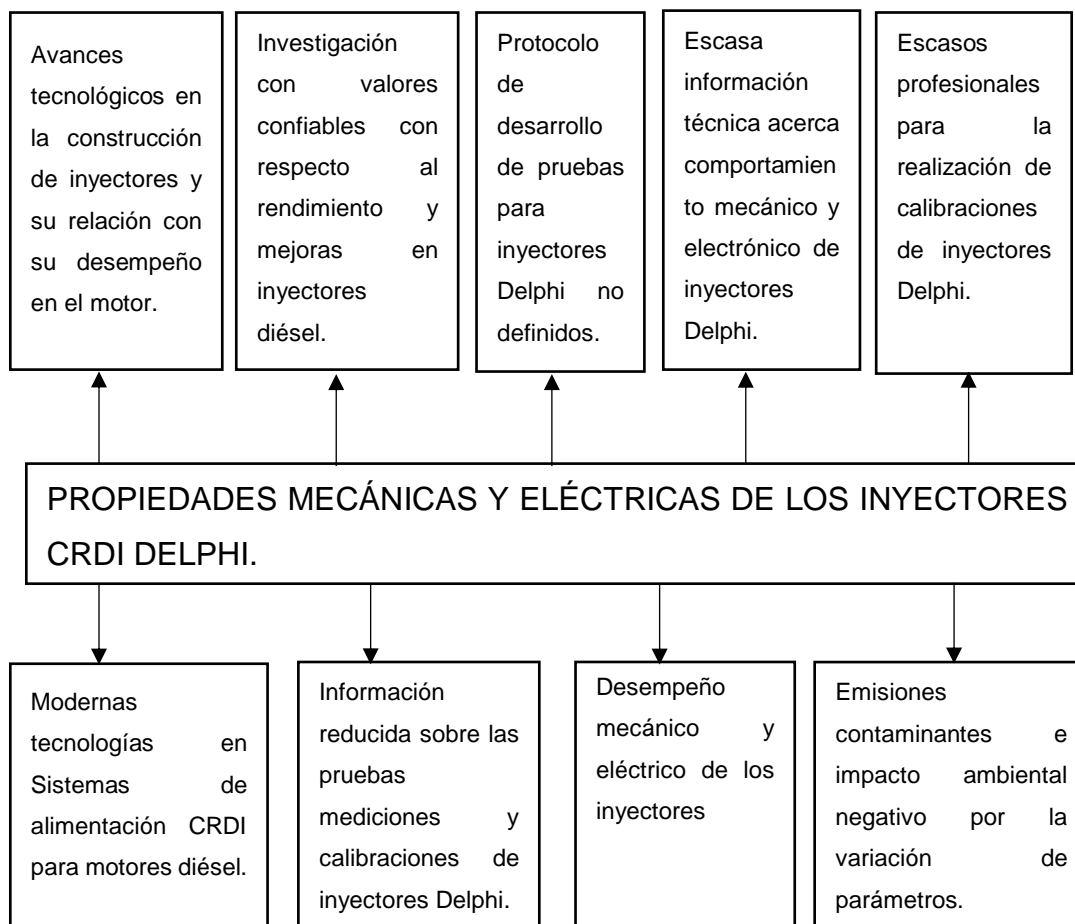 Avances
tecnológicos en
la construcción
de inyectores y
su relación con
su desempeño
en el motor.
Investigación
con valores
confiables con
respecto al
rendimiento y
mejoras en
inyectores
diésel.
Protocolo
de
desarrollo
de pruebas
para
inyectores
Delphi no
definidos.
Escasa
información
técnica acerca
comportamien
to mecánico y
electrónico de
inyectores
Delphi.
Escasos
profesionales
para la
realización de
calibraciones
de inyectores
Delphi.
PROPIEDADES MECÁNICAS Y ELÉCTRICAS DE LOS INYECTORES
CRDI DELPHI.
Modernas
tecnologías en
Sistemas de
alimentación CRDI
para motores diésel.
Información
reducida sobre las
pruebas
mediciones y
calibraciones de
inyectores Delphi.
Desempeño
mecánico y
eléctrico de los
inyectores
Emisiones
contaminantes e
impacto ambiental
negativo por la
variación de
parámetros.